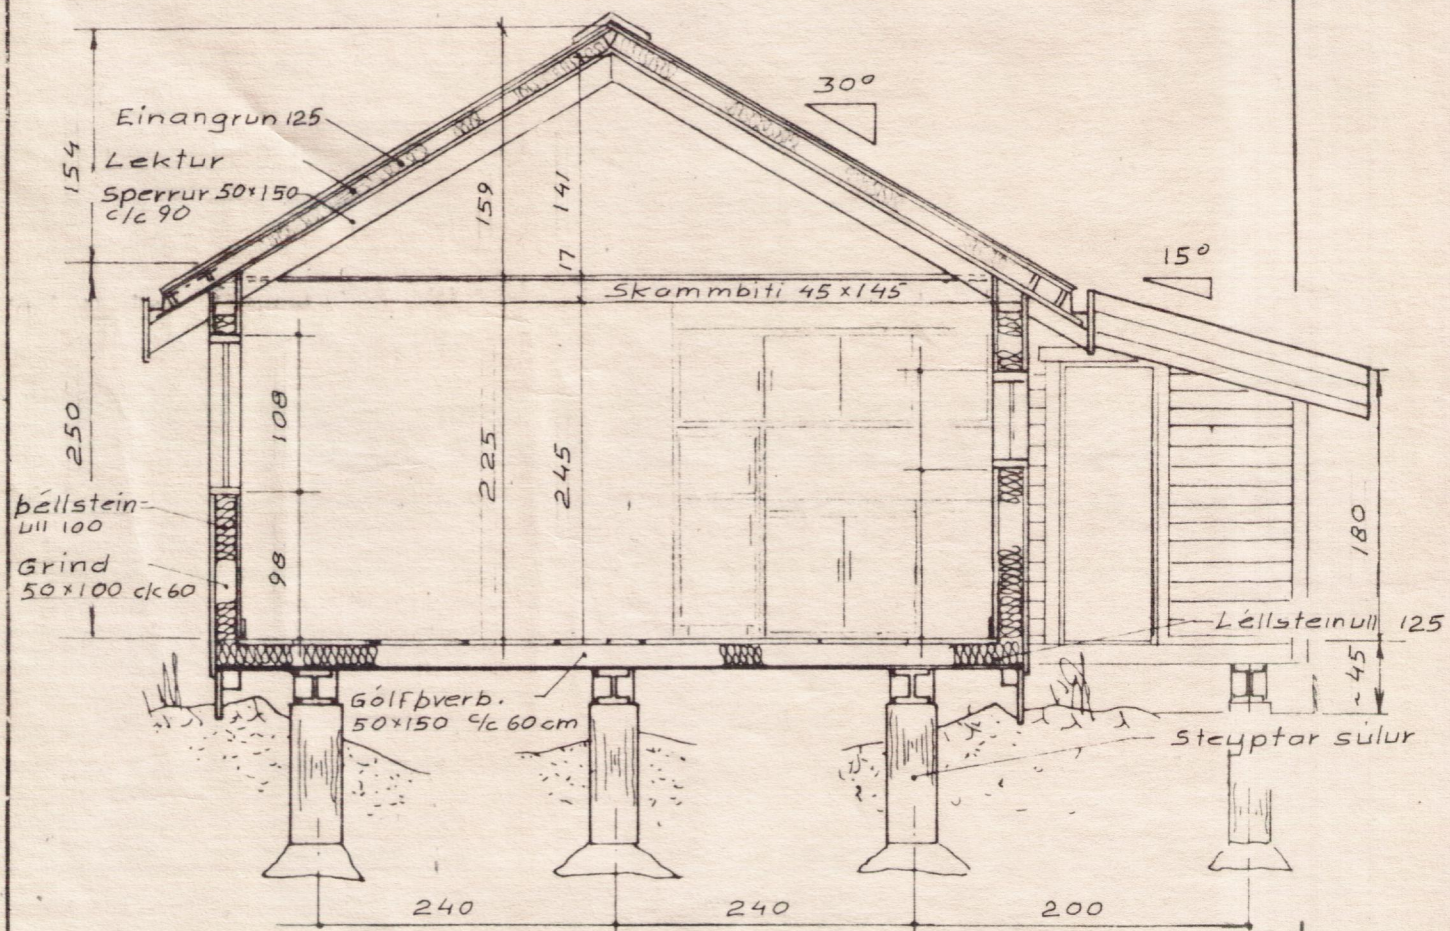 30°
Einangrun 125
Lektur
Sperrur 50×150
c/c 90
154
159
141
17
15°
Skammbiti 45×145
250
108
225
245
þéllstein=
ull 100
Grind
50×100 c/c 60
98
180
Léllsteinull 125
~45
Gólfþverb.
50×150 c/c 60 cm
Steyptar súlur
240
240
200